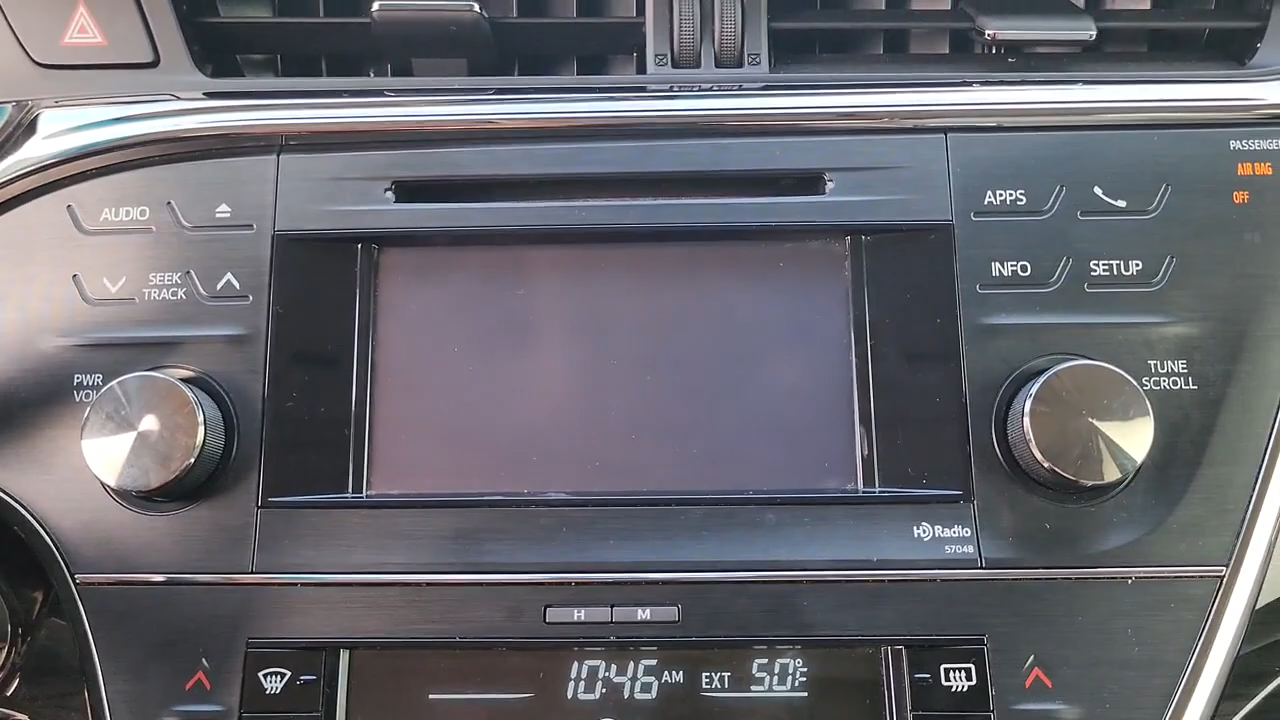 PASSENGER
AIR BAG
OFF
AUDIO
APPS
SEEK
TRACK
INFO
SETUP
PWR
VOL
TUNE
SCROLL
HD Radio
57048
H
M
10:46 AM
EXT 50°F